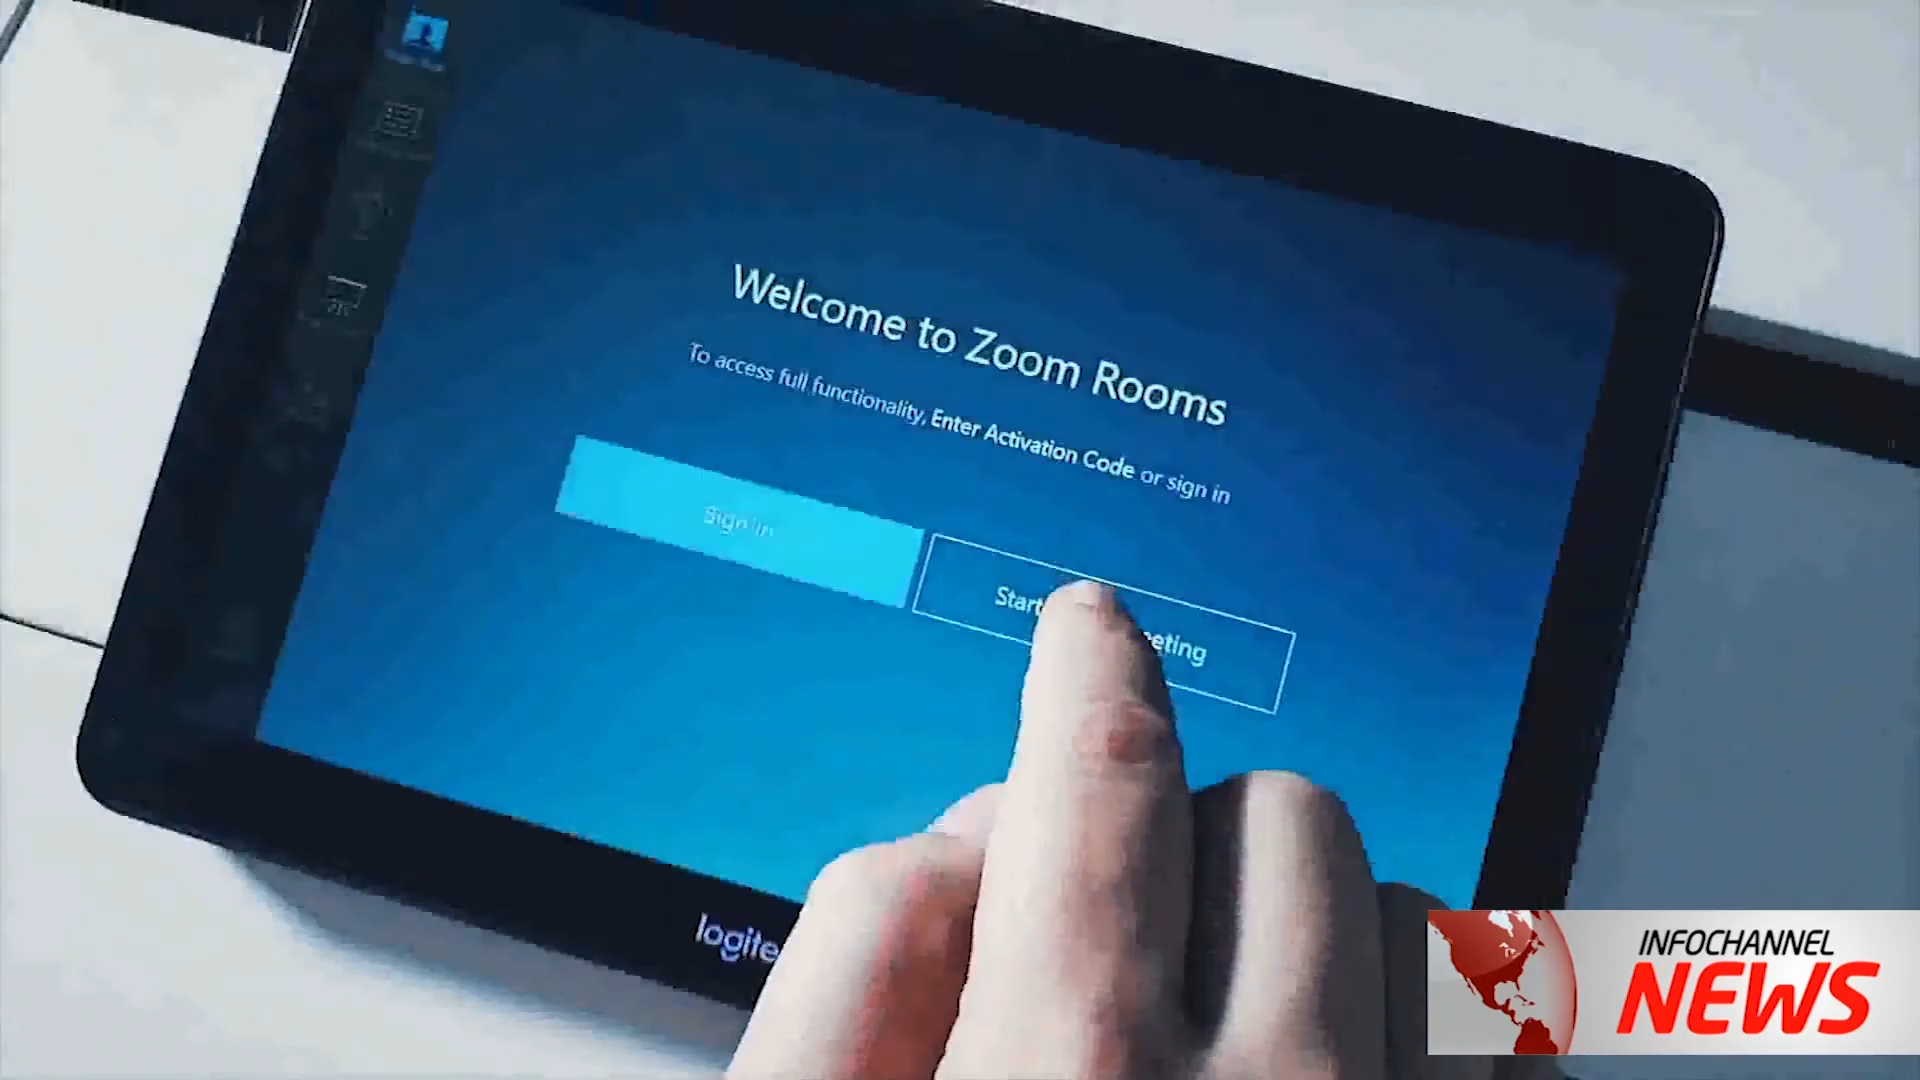 Welcome to Zoom Rooms
To access full functionality, Enter Activation Code or sign in
Sign In
Start
eeting
logite
INFOCHANNEL
NEWS